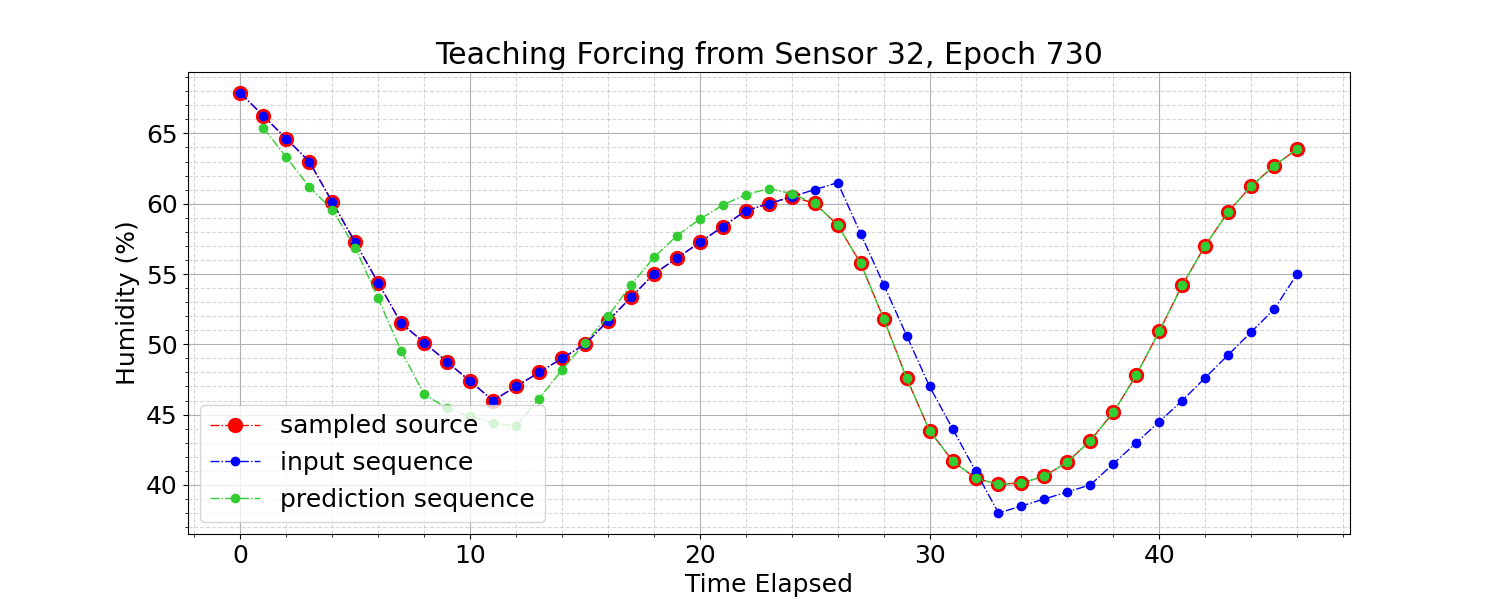 Teaching Forcing from Sensor 32, Epoch 730
Humidity (%)
65
60
55
50
45
40
sampled source
input sequence
prediction sequence
0 10 20 30 40
Time Elapsed